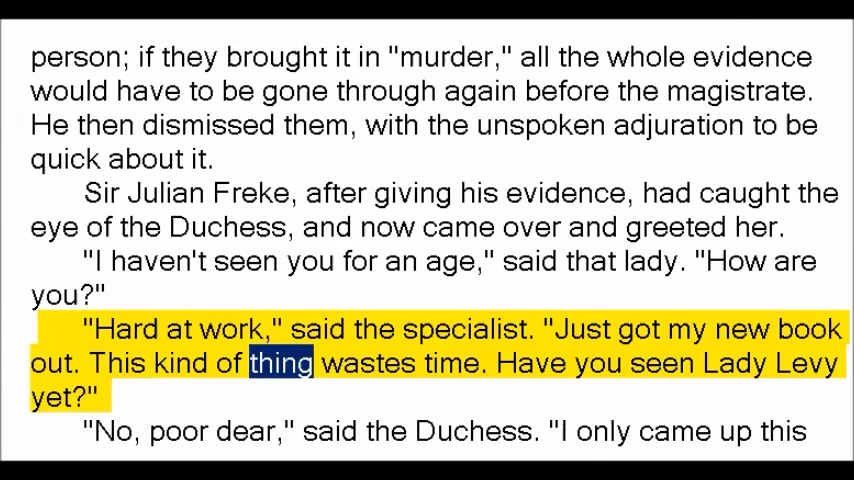 person; if they brought it in "murder," all the whole evidence
would have to be gone through again before the magistrate.
He then dismissed them, with the unspoken adjuration to be
quick about it.
Sir Julian Freke, after giving his evidence, had caught the
eye of the Duchess, and now came over and greeted her.
"I haven't seen you for an age," said that lady. "How are
you?"
"Hard at work," said the specialist. "Just got my new book
out. This kind of thing wastes time. Have you seen Lady Levy
yet?"
"No, poor dear," said the Duchess. "I only came up this